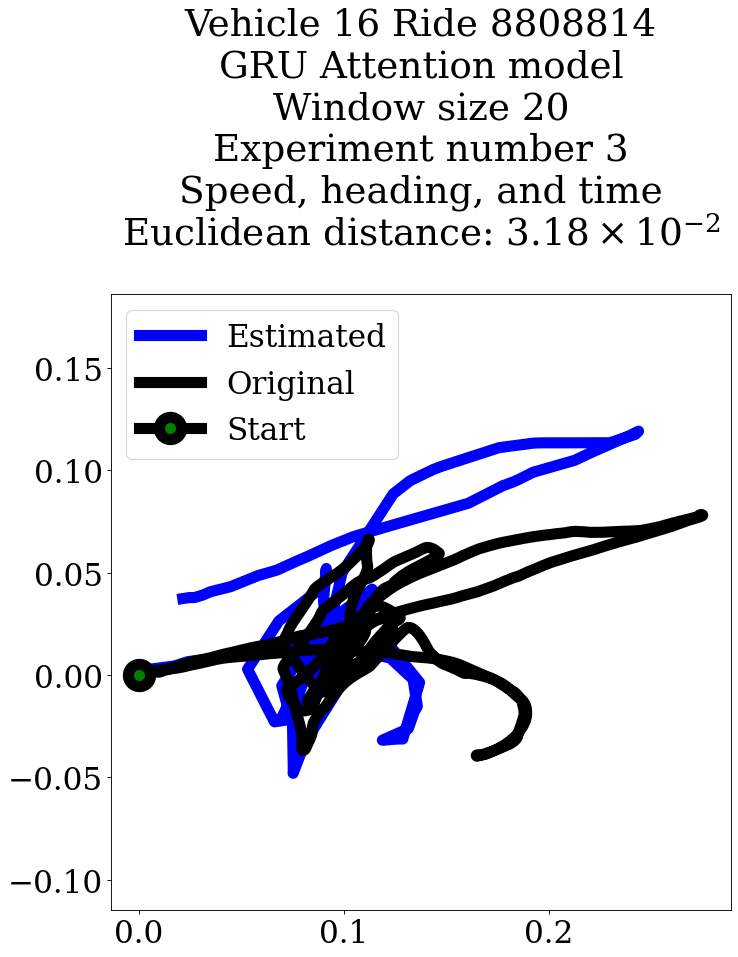 Vehicle 16 Ride 8808814
GRU Attention model
Window size 20
Experiment number 3
Speed, heading, and time
Euclidean distance: 3.18 × 10⁻²
Estimated
Original
Start
0.15
0.10
0.05
0.00
−0.05
−0.10
0.0 0.1 0.2